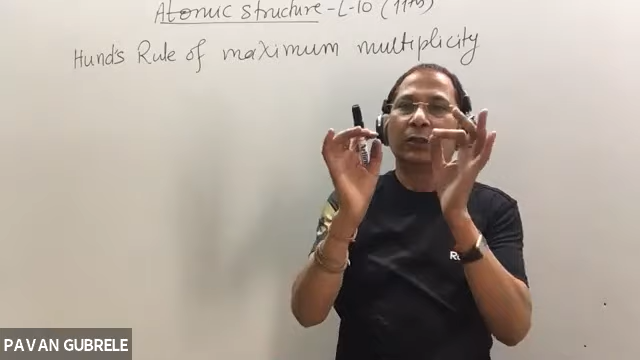 Atomic structure-L-10 (11th)
Hund's Rule of maximum multiplicity
PAVAN GUBRELE